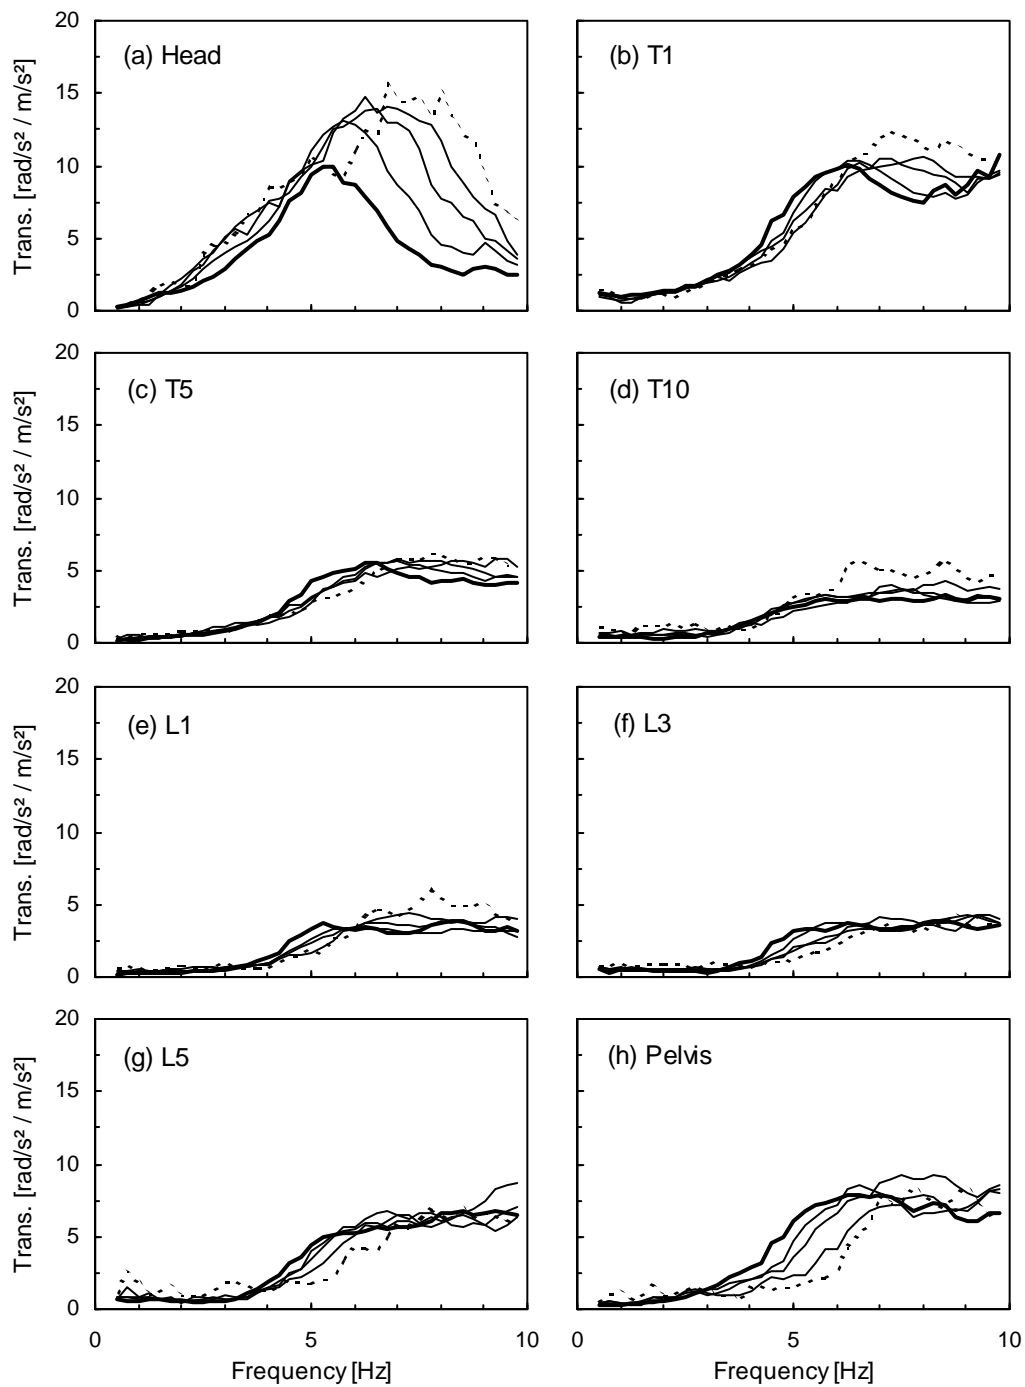 20
15
10
5
0
Trans. [rad/s² / m/s²]
(a) Head
(b) T1
20
15
10
5
0
Trans. [rad/s² / m/s²]
(c) T5
(d) T10
20
15
10
5
0
Trans. [rad/s² / m/s²]
(e) L1
(f) L3
20
15
10
5
0
Trans. [rad/s² / m/s²]
(g) L5
(h) Pelvis
0 5 10
Frequency [Hz]
0 5 10
Frequency [Hz]